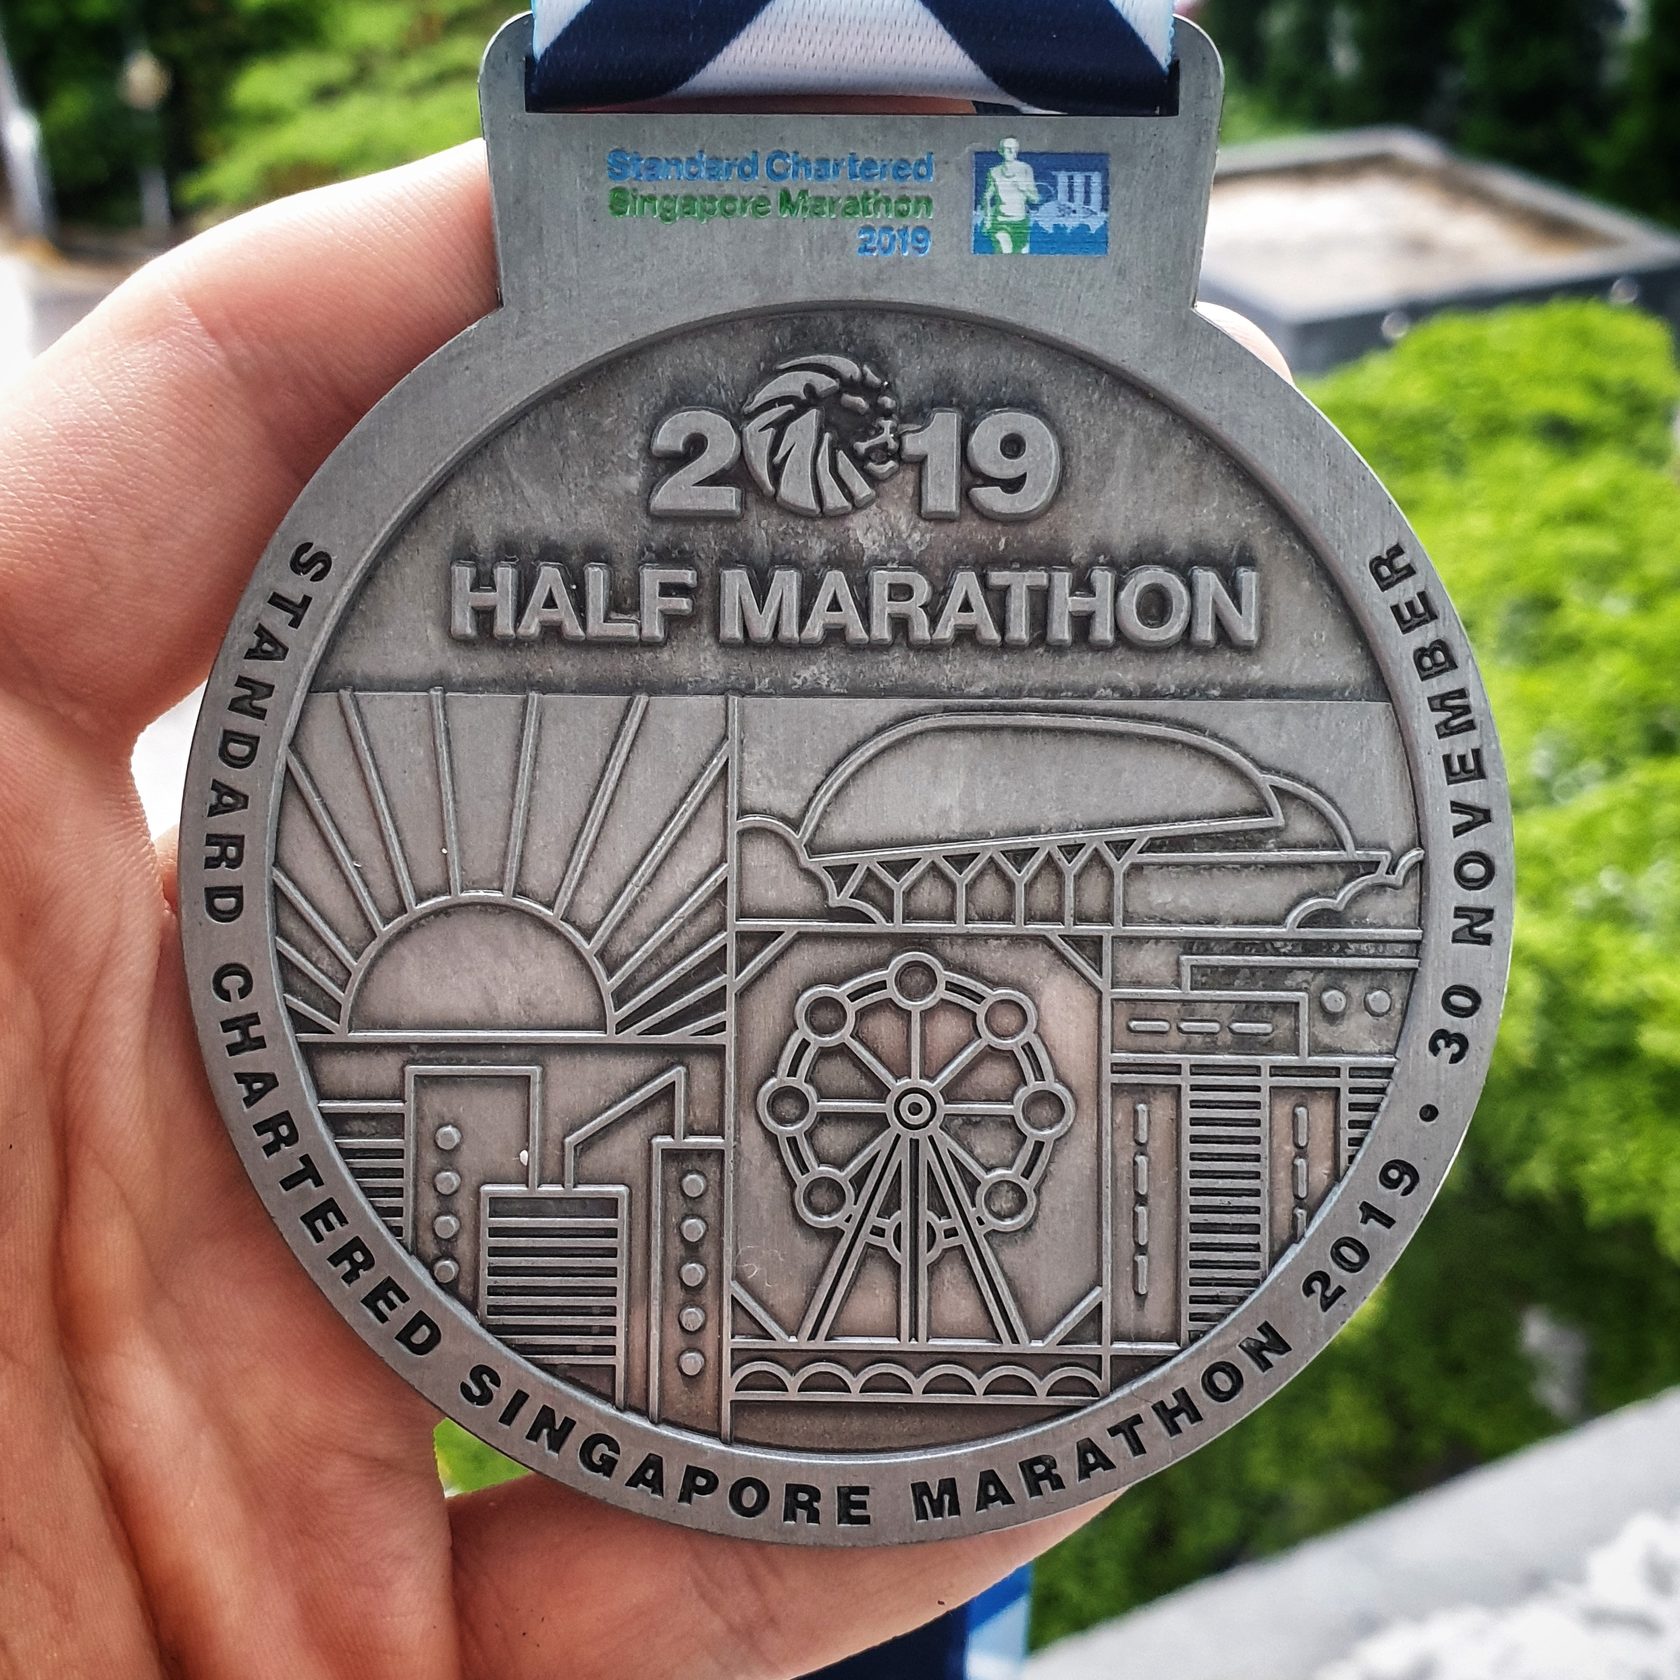 Standard Chartered
Singapore Marathon
2019
2019
HALF MARATHON
STANDARD CHARTERED SINGAPORE MARATHON 2019 • 30 NOVEMBER